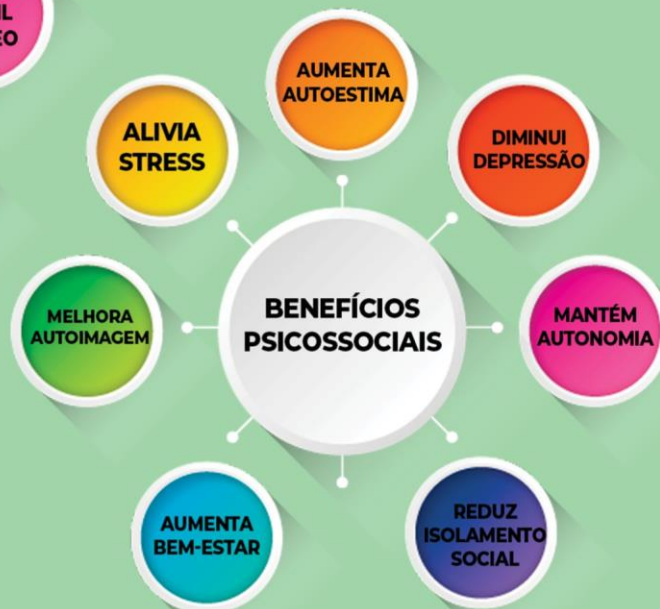 AUMENTA
AUTOESTIMA
ALIVIA
STRESS
DIMINUI
DEPRESSÃO
BENEFÍCIOS
PSICOSSOCIAIS
MELHORA
AUTOIMAGEM
MANTÉM
AUTONOMIA
AUMENTA
BEM-ESTAR
REDUZ
ISOLAMENTO
SOCIAL